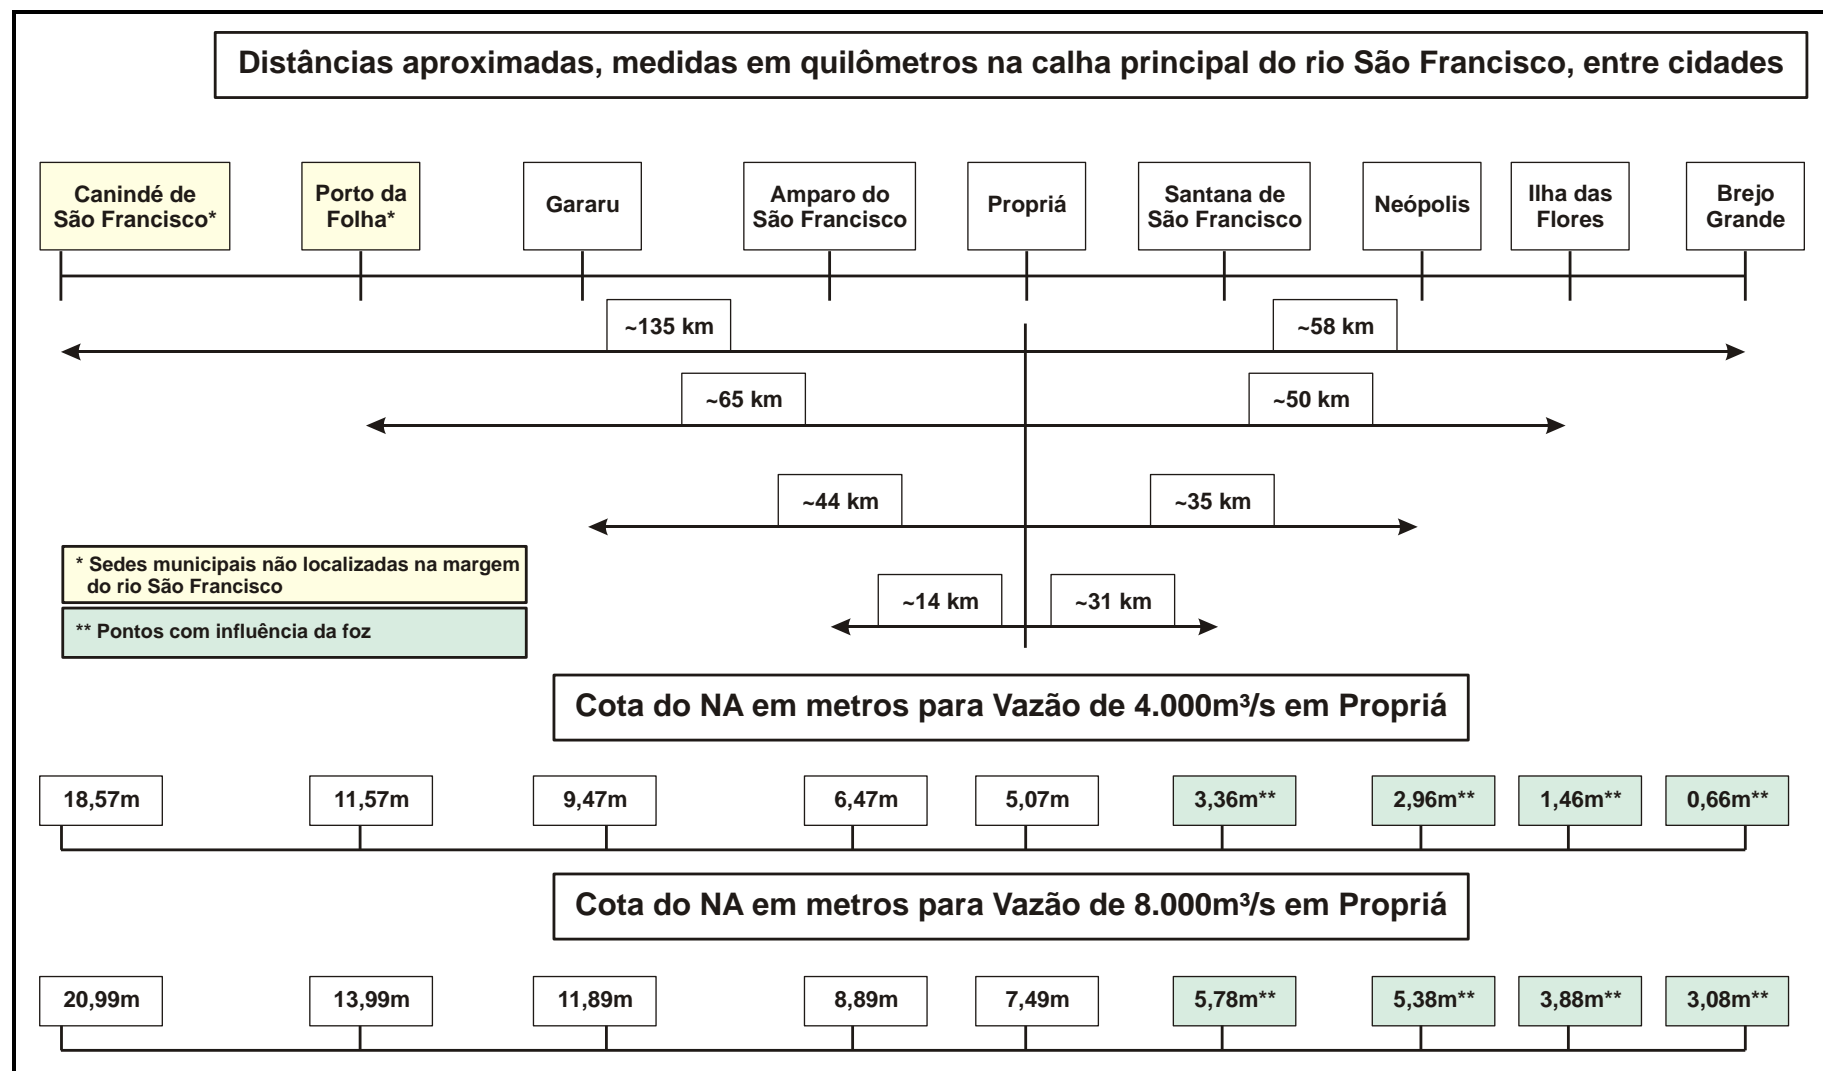 Distâncias aproximadas, medidas em quilômetros na calha principal do rio São Francisco, entre cidades
Canindé de
São Francisco*
Porto da
Folha*
Gararu
Amparo do
São Francisco
Propriá
Santana de
São Francisco
Neópolis
Ilha das
Flores
Brejo
Grande
~135 km
~58 km
~65 km
~50 km
~44 km
~35 km
* Sedes municipais não localizadas na margem
do rio São Francisco
~14 km
~31 km
** Pontos com influência da foz
Cota do NA em metros para Vazão de 4.000m³/s em Propriá
18,57m
11,57m
9,47m
6,47m
5,07m
3,36m**
2,96m**
1,46m**
0,66m**
Cota do NA em metros para Vazão de 8.000m³/s em Propriá
20,99m
13,99m
11,89m
8,89m
7,49m
5,78m**
5,38m**
3,88m**
3,08m**